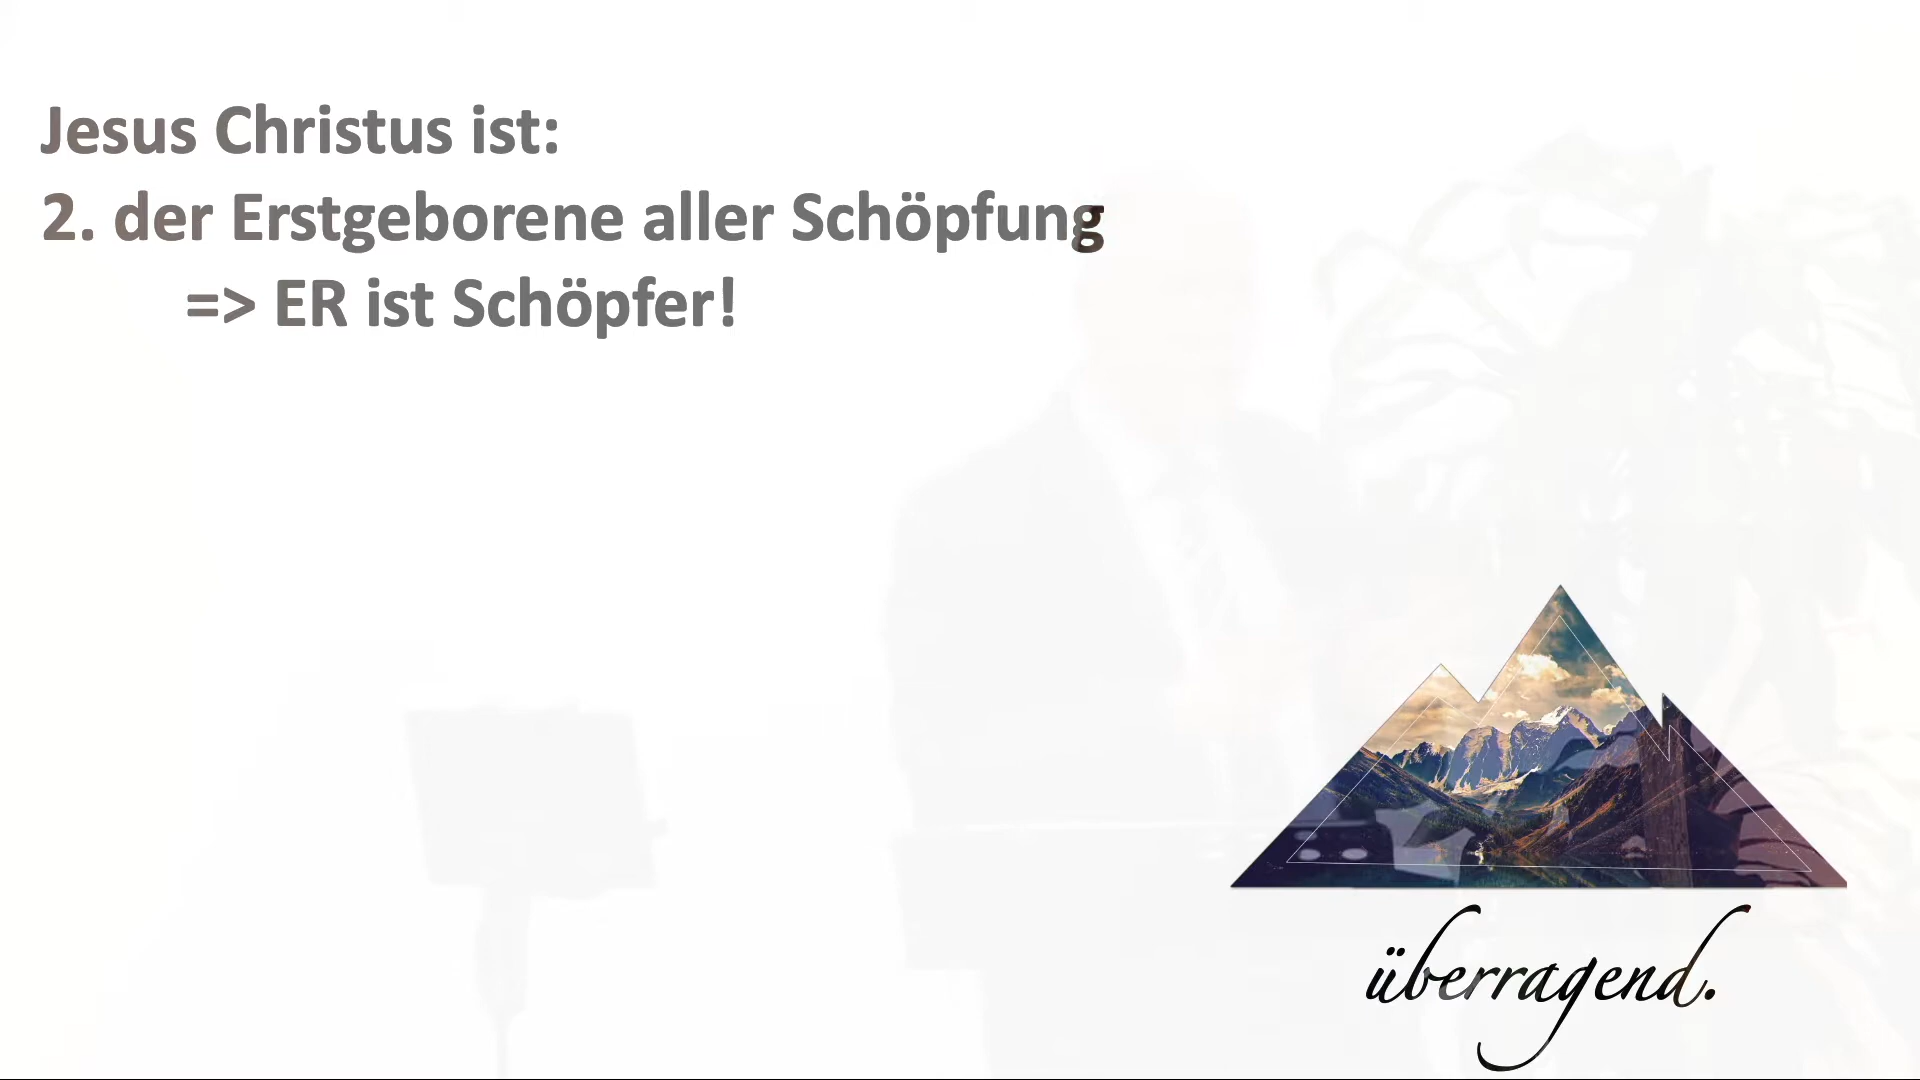 Jesus Christus ist:
2. der Erstgeborene aller Schöpfung
=> ER ist Schöpfer!
überragend.